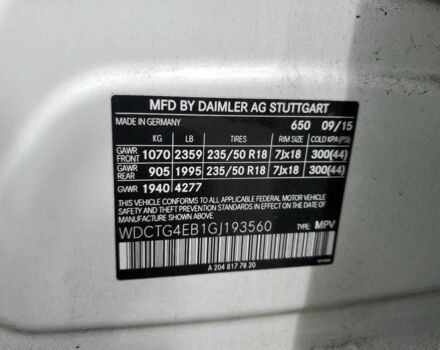 MFD BY DAIMLER AG STUTTGART
MADE IN GERMANY 650 09/15
KG LB TIRES RIM SIZE COLD KPA(PSI)
GAWR FRONT 1070 2359 235/50 R18 7Jx18 300(44)
GAWR REAR 905 1995 235/50 R18 7Jx18 300(44)
GVWR 1940 4277
THIS VEHICLE CONFORMS TO ALL APPLICABLE FEDERAL
MOTOR VEHICLE SAFETY STANDARDS IN EFFECT
ON THE DATE OF MANUFACTURE SHOWN ABOVE.
WDCTG4EB1GJ193560 TYPE: MPV
A 204 817 78 20